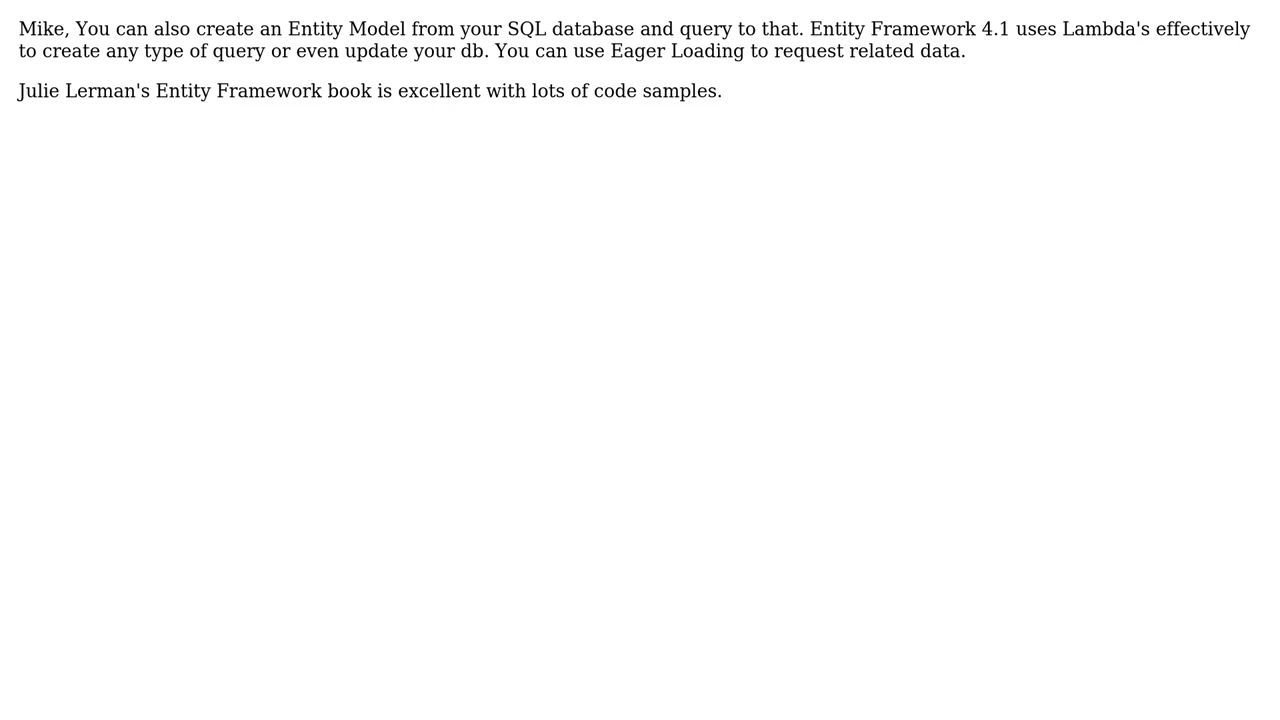 Mike, You can also create an Entity Model from your SQL database and query to that. Entity Framework 4.1 uses Lambda's effectively
to create any type of query or even update your db. You can use Eager Loading to request related data.
Julie Lerman's Entity Framework book is excellent with lots of code samples.